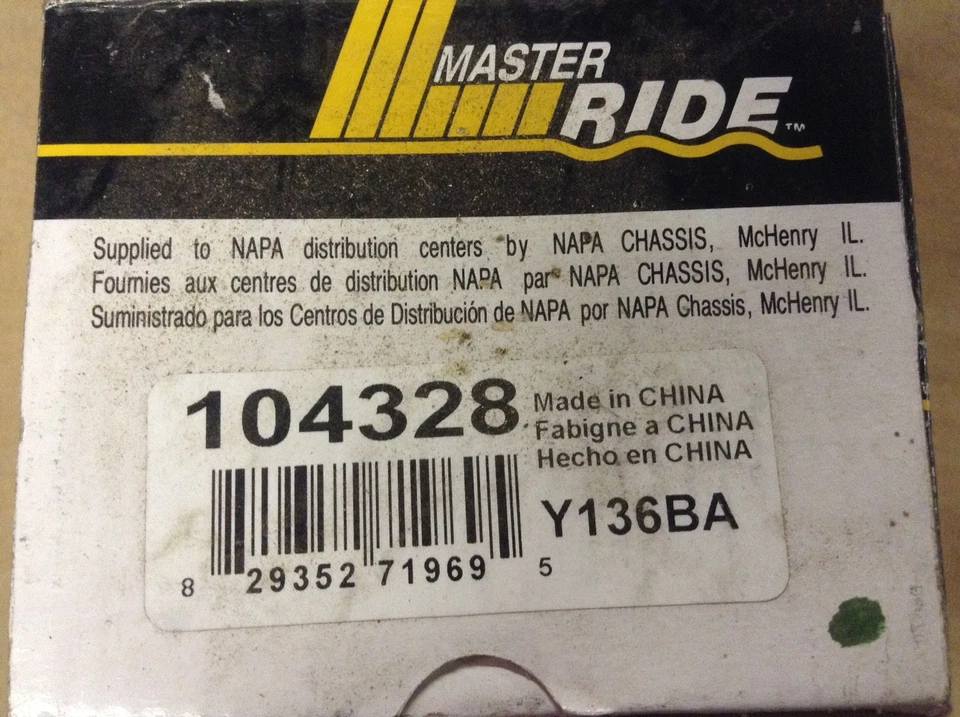 MASTER
RIDE™
Supplied to NAPA distribution centers by NAPA CHASSIS, McHenry IL.
Fournies aux centres de distribution NAPA par NAPA CHASSIS, McHenry IL.
Suministrado para los Centros de Distribución de NAPA por NAPA Chassis, McHenry IL.
104328
Made in CHINA
Fabigne a CHINA
Hecho en CHINA
Y136BA
8 29352 71969 5